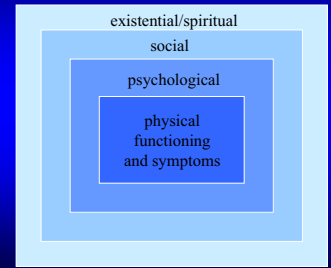 existential/spiritual
social
psychological
physical
functioning
and symptoms